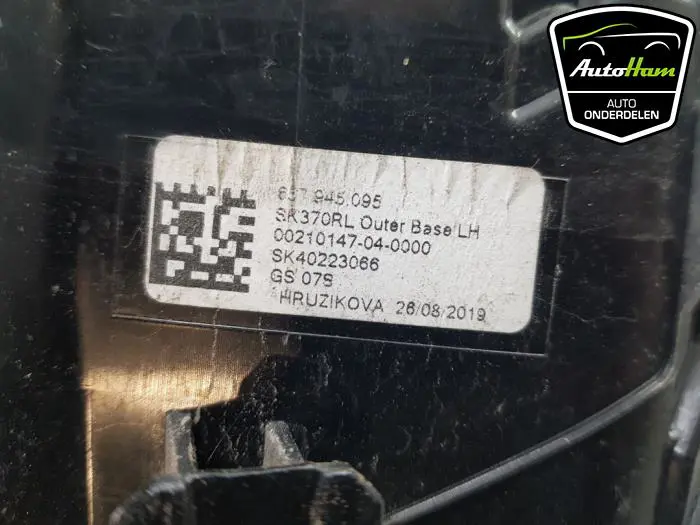 AutoHam
AUTO
ONDERDELEN
657.945.095
SK370RL Outer Base LH
00210147-04-0000
SK40223066
GS 07S
HRUZIKOVA 26/08/2019